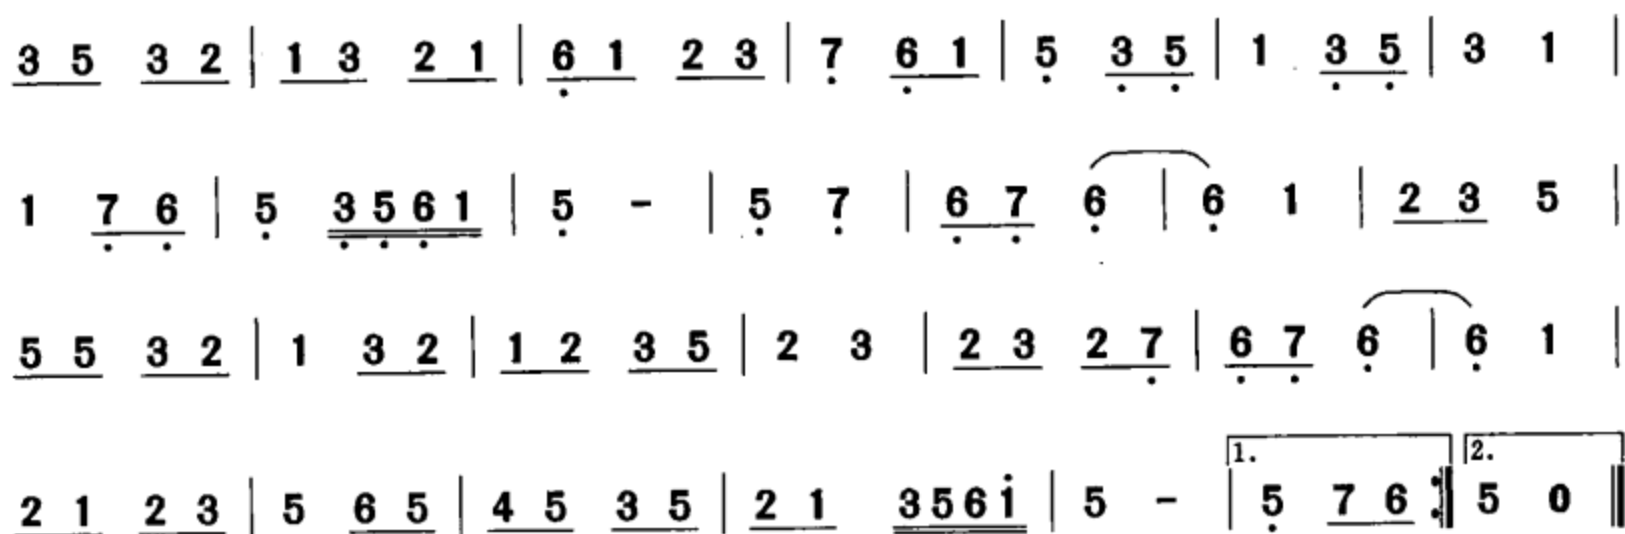 3 5 3 2 | 1 3 2 1 | 6̣ 1 2 3 | 7̣ 6̣ 1 | 5̣ 3̣ 5̣ | 1 3̣ 5̣ | 3 1 |
1 7̣ 6̣ | 5̣ 3̣ 5̣ 6̣ 1 | 5̣ - | 5̣ 7̣ | 6̣ 7̣ 6̣ | 6̣ 1 | 2 3 5 |
5 5 3 2 | 1 3 2 | 1 2 3 5 | 2 3 | 2 3 2 7̣ | 6̣ 7̣ 6̣ | 6̣ 1 |
1. 2.
2 1 2 3 | 5 6 5 | 4 5 3 5 | 2 1 3 5 6 1̇ | 5 - | 5̣ 7 6 :‖ 5 0 ‖